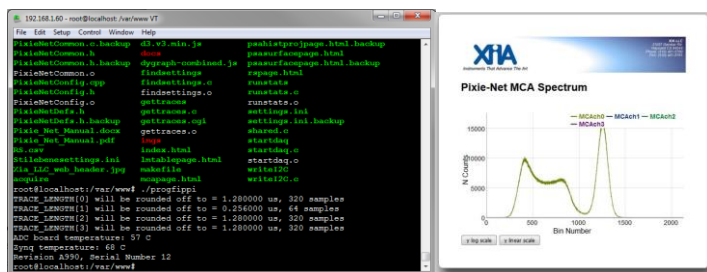 192.168.1.60 - root@localhost: /var/www VT
File Edit Setup Control Window Help
PixieNetCommon.c.backup d3.v3.min.js psahistprojpage.html.backup
PixieNetCommon.h docs psasurfacepage.html
PixieNetCommon.h.backup dygraph-combined.js psasurfacepage.html.backup
PixieNetCommon.o findsettings rspage.html
PixieNetConfig.cpp findsettings.c runstats
PixieNetConfig.h findsettings.o runstats.c
PixieNetConfig.o gettraces runstats.o
PixieNetDefs.h gettraces.c settings.ini
PixieNetDefs.h.backup gettraces.cgi settings.ini.backup
Pixie_Net_Manual.docx gettraces.o shared.c
Pixie_Net_Manual.pdf imgs startdaq
RS.csv index.html startdaq.c
Stilbenesettings.ini lmtablepage.html startdaq.o
Xia_LLC_web_header.jpg makefile writeI2C
acquire mcapage.html writeI2C.c
root@localhost:/var/www# ./progfippi
TRACE_LENGTH[0] will be rounded off to = 1.280000 us, 320 samples
TRACE_LENGTH[1] will be rounded off to = 0.256000 us, 64 samples
TRACE_LENGTH[2] will be rounded off to = 1.280000 us, 320 samples
TRACE_LENGTH[3] will be rounded off to = 1.280000 us, 320 samples
ADC board temperature: 57 C
Zynq temperature: 68 C
Revision A990, Serial Number 12
root@localhost:/var/www#
XIA
Instruments That Advance The Art
Pixie-Net MCA Spectrum
MCAch0 MCAch1 MCAch2
MCAch3
15000
10000
5000
0
N Counts
0 500 1000 1500 2000
Bin Number
y log scale y linear scale